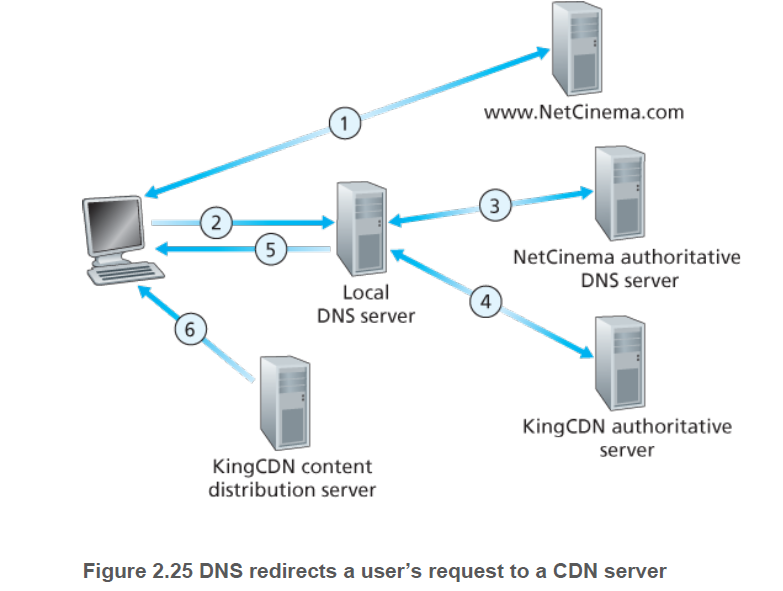 www.NetCinema.com
1
2
3
NetCinema authoritative
DNS server
5
Local
DNS server
4
6
KingCDN authoritative
server
KingCDN content
distribution server
Figure 2.25 DNS redirects a user’s request to a CDN server